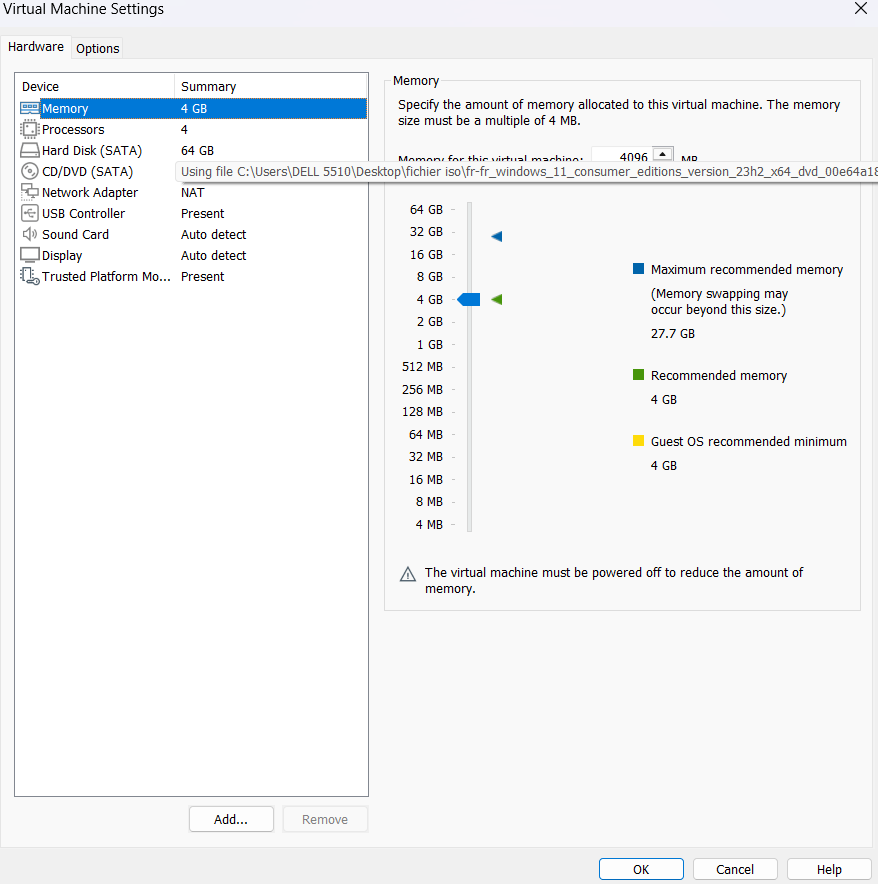 Virtual Machine Settings
Hardware Options
Device Summary
Memory 4 GB
Processors 4
Hard Disk (SATA) 64 GB
CD/DVD (SATA) Using file C:\Users\DELL 5510\Desktop\fichier iso\fr-fr_windows_11_consumer_editions_version_23h2_x64_dvd_00e64a18
Network Adapter NAT
USB Controller Present
Sound Card Auto detect
Display Auto detect
Trusted Platform Mo... Present
Add... Remove
Memory
Specify the amount of memory allocated to this virtual machine. The memory
size must be a multiple of 4 MB.
Memory for this virtual machine: 4096 MB
64 GB
32 GB
16 GB
8 GB
4 GB
2 GB
1 GB
512 MB
256 MB
128 MB
64 MB
32 MB
16 MB
8 MB
4 MB
Maximum recommended memory
(Memory swapping may
occur beyond this size.)
27.7 GB
Recommended memory
4 GB
Guest OS recommended minimum
4 GB
The virtual machine must be powered off to reduce the amount of
memory.
OK Cancel Help